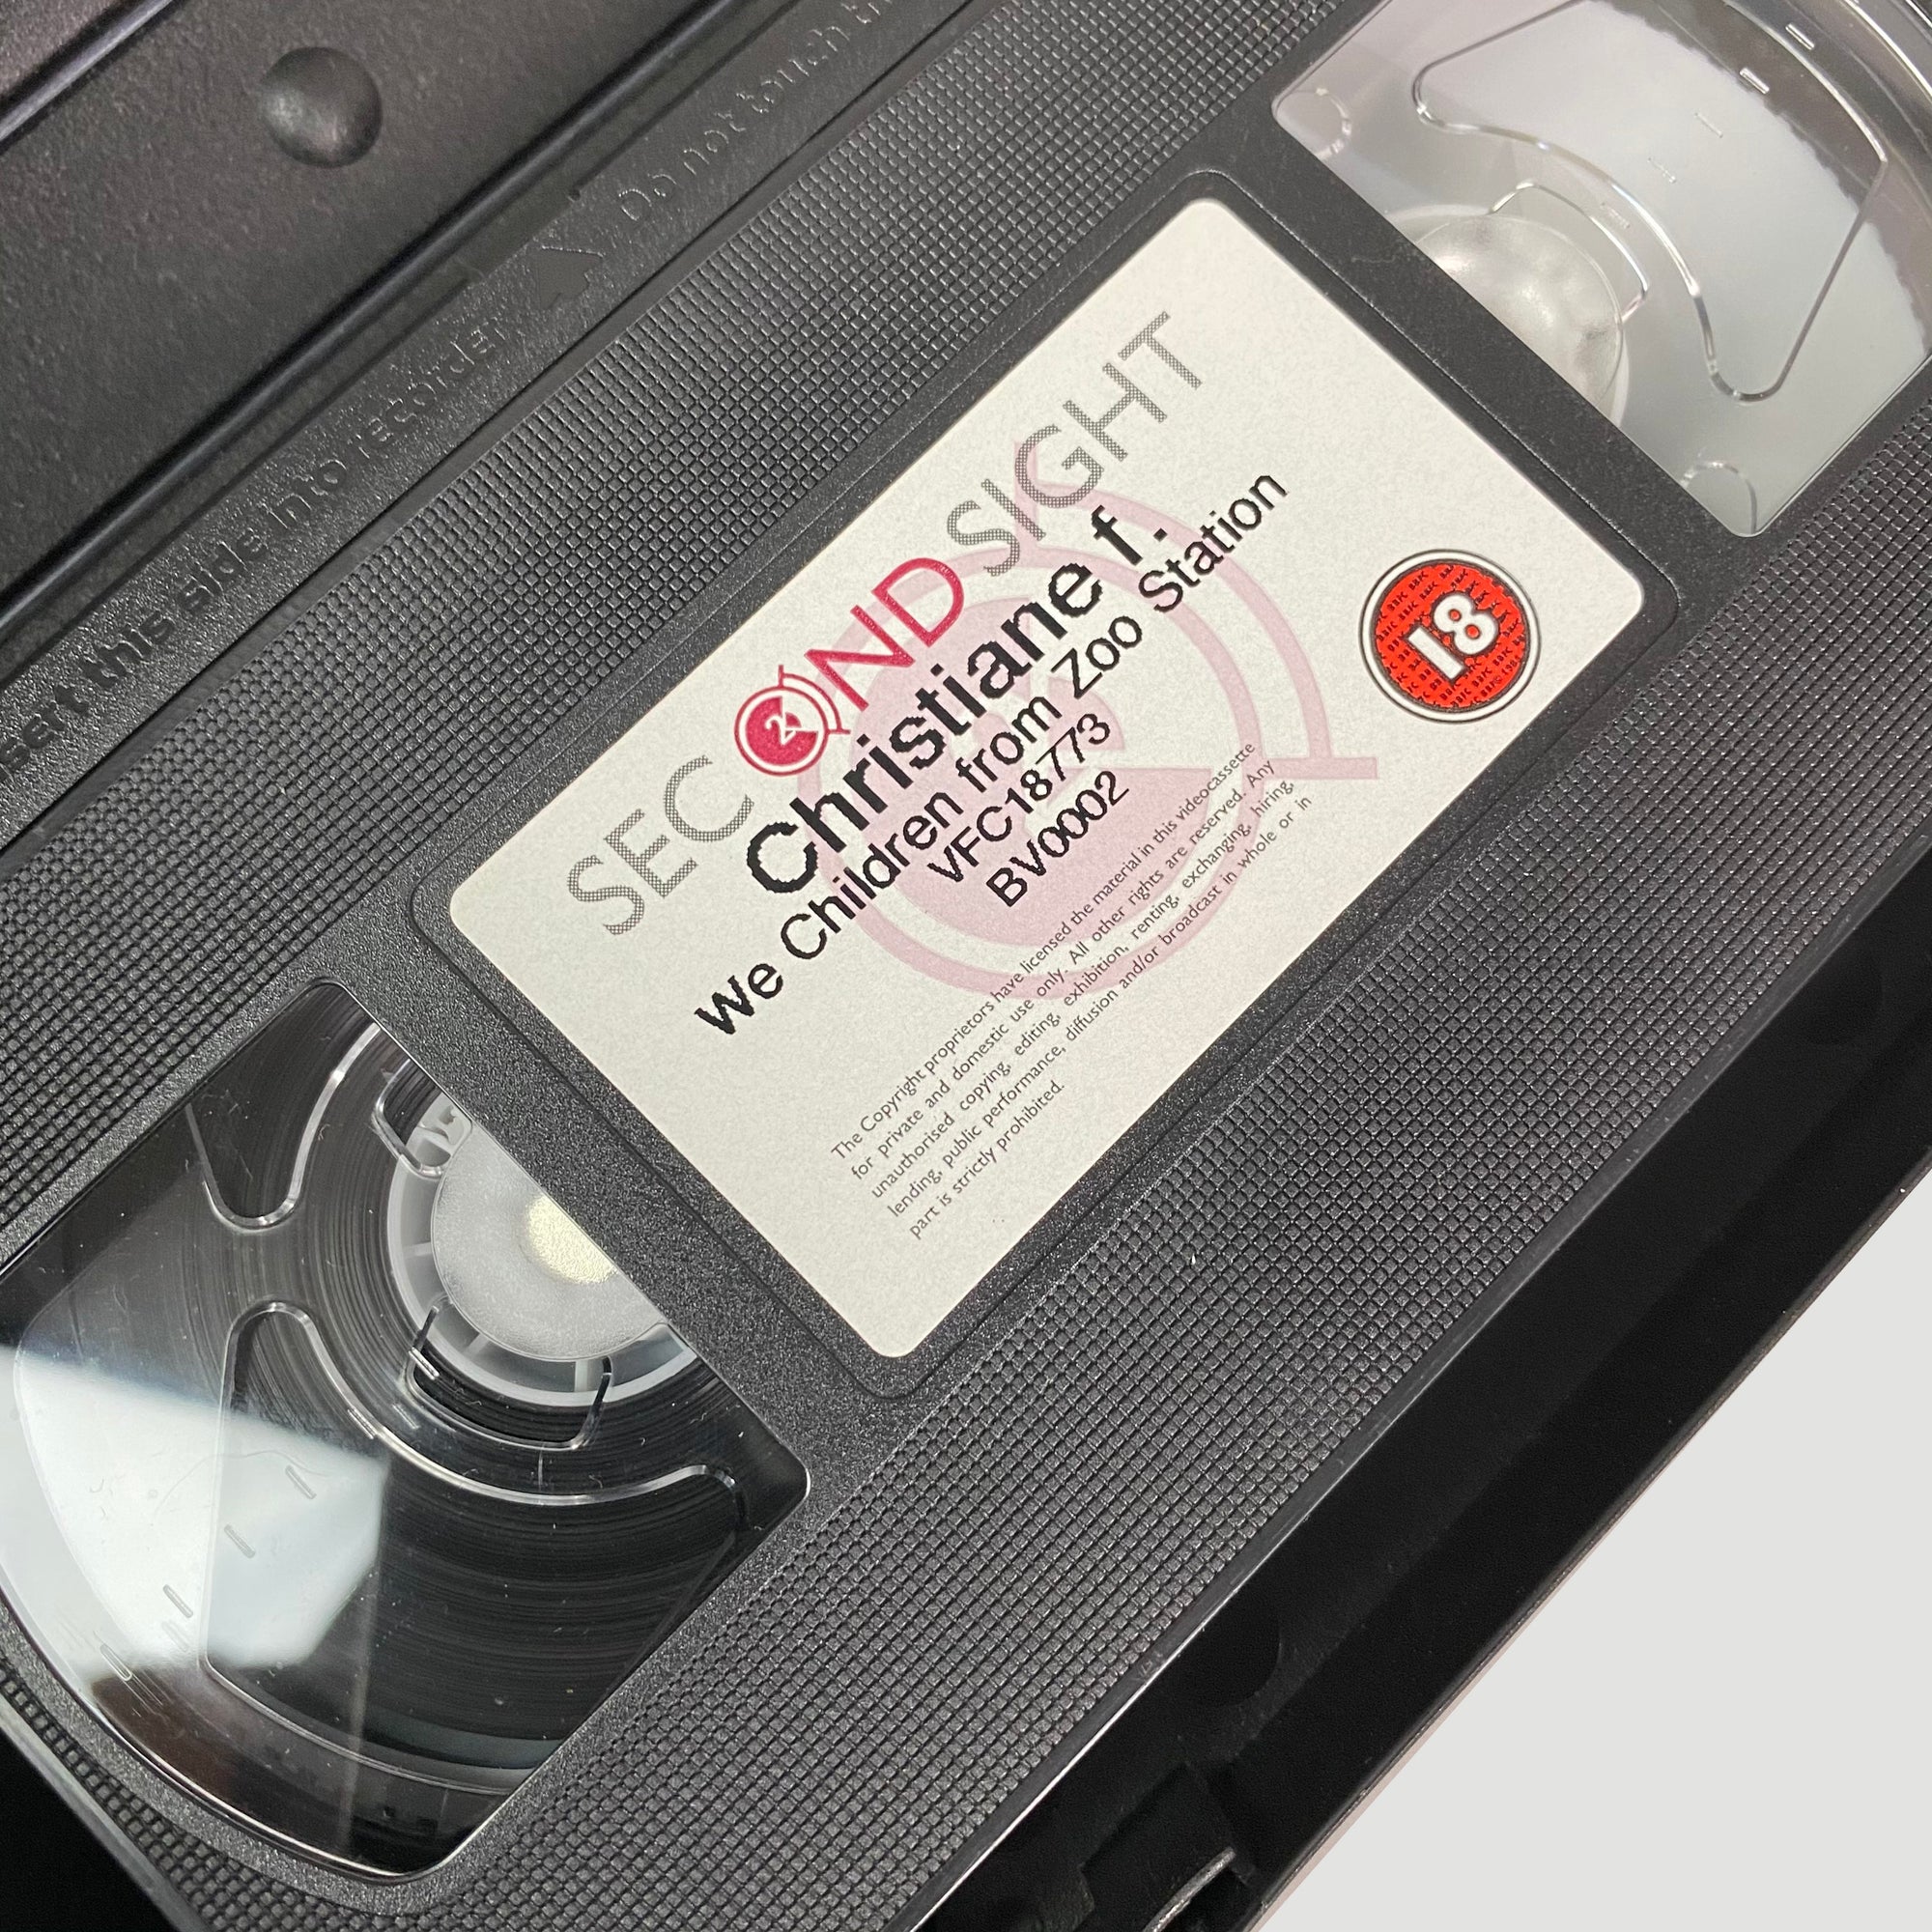 Do not touch th
nsert this side into recorder
SECOND SIGHT
2
Christiane f.
We Children from Zoo Station
VFC18773
BV0002
18
The Copyright proprietors have licensed the material in this videocassette
for private and domestic use only. All other rights are reserved. Any
unauthorised copying, editing, exhibition, renting, exchanging, hiring,
lending, public performance, diffusion and/or broadcast in whole or in
part is strictly prohibited.